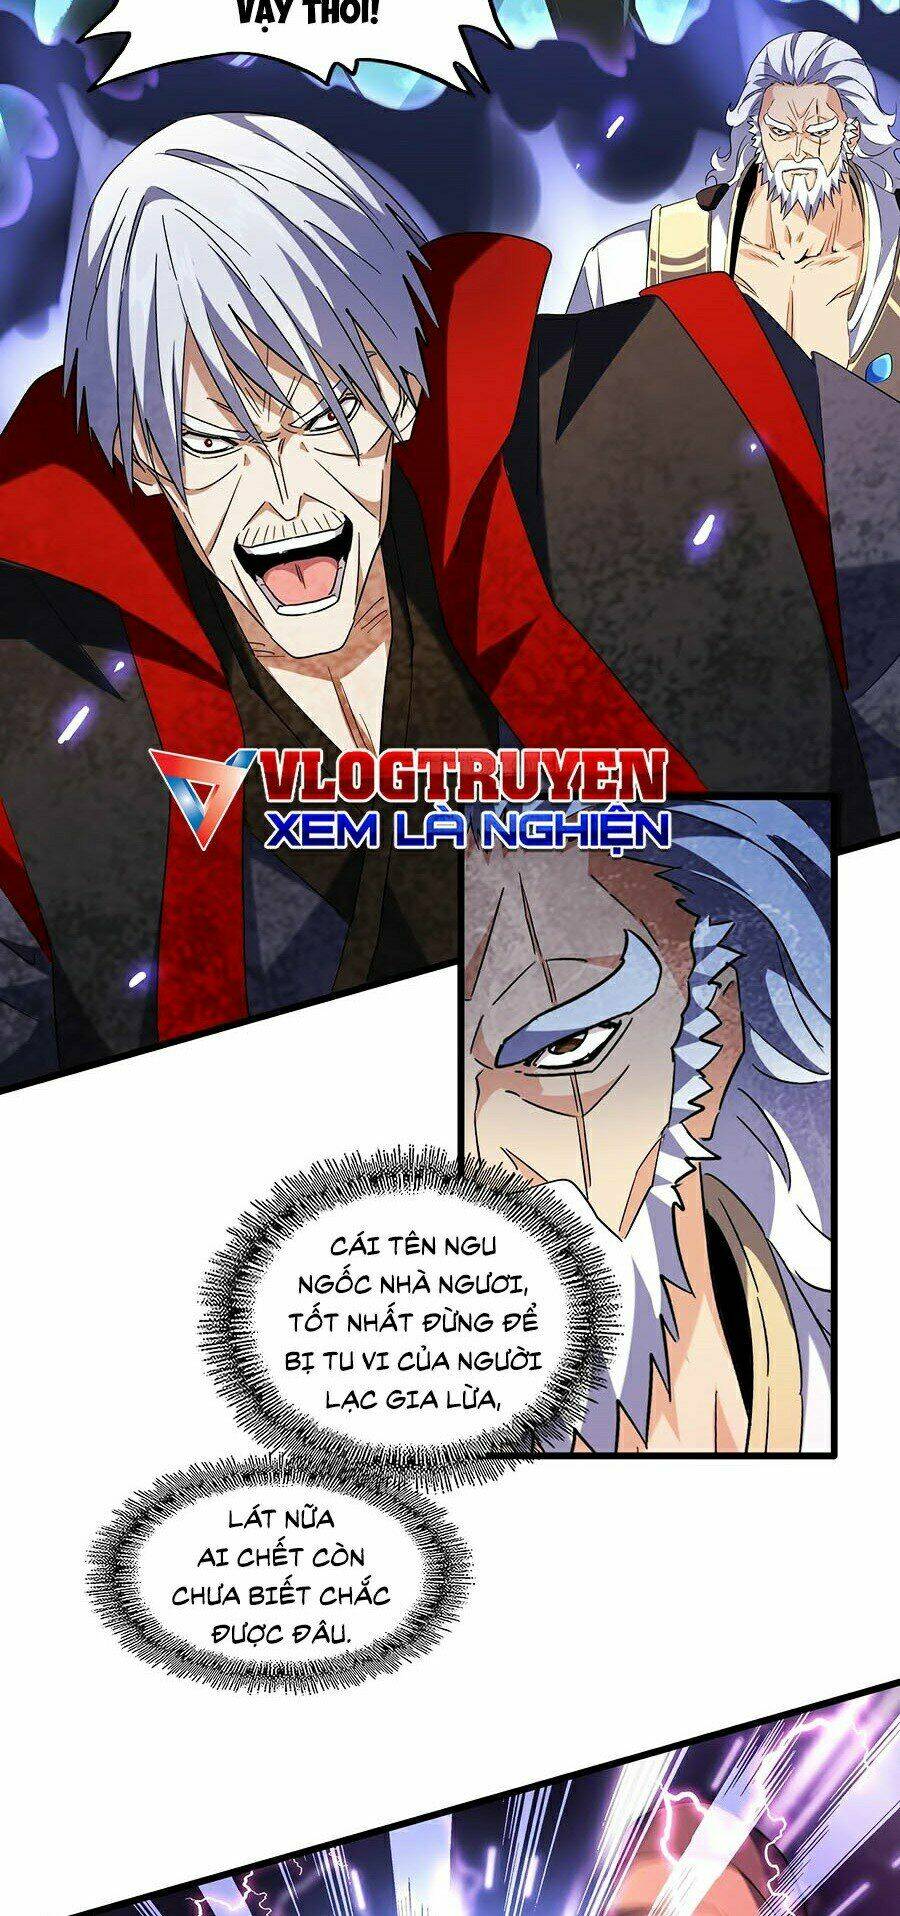 VẬY THÔI!
VLOGTRUYEN
XEM LÀ NGHIỆN
CÁI TÊN NGU
NGỐC NHÀ NGƯƠI,
TỐT NHẤT ĐỪNG ĐỂ
BỊ TU VI CỦA NGƯỜI
LẠC GIA LỪA,
LÁT NỮA
AI CHẾT CÒN
CHƯA BIẾT CHẮC
ĐƯỢC ĐÂU.